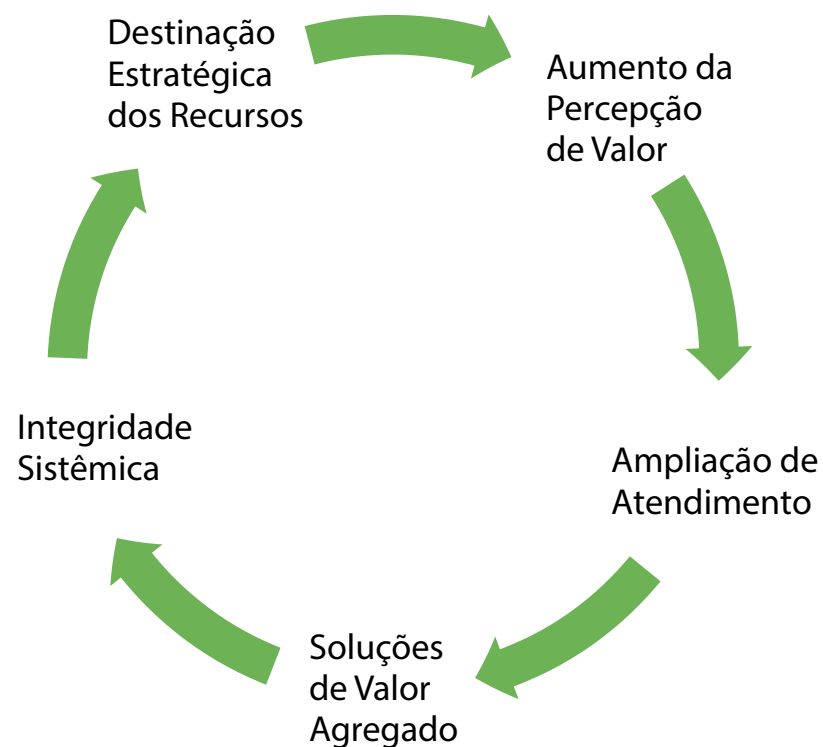 Destinação
Estratégica
dos Recursos
Aumento da
Percepção
de Valor
Ampliação de
Atendimento
Soluções
de Valor
Agregado
Integridade
Sistêmica